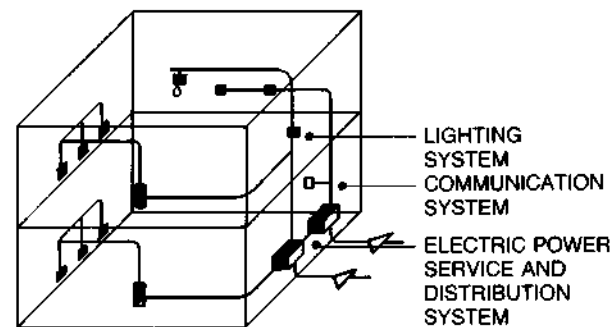 LIGHTING
SYSTEM
COMMUNICATION
SYSTEM
ELECTRIC POWER
SERVICE AND
DISTRIBUTION
SYSTEM